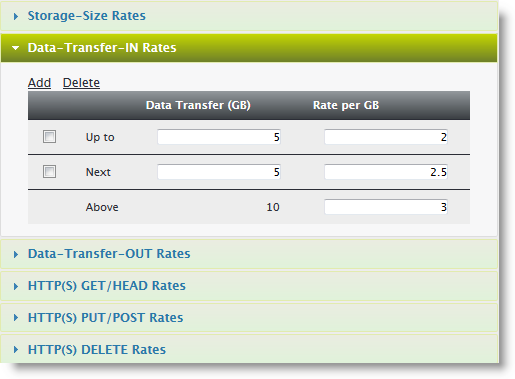 Storage-Size Rates
Data-Transfer-IN Rates
Add Delete
Data Transfer (GB) Rate per GB
Up to 5 2
Next 5 2.5
Above 10 3
Data-Transfer-OUT Rates
HTTP(S) GET/HEAD Rates
HTTP(S) PUT/POST Rates
HTTP(S) DELETE Rates